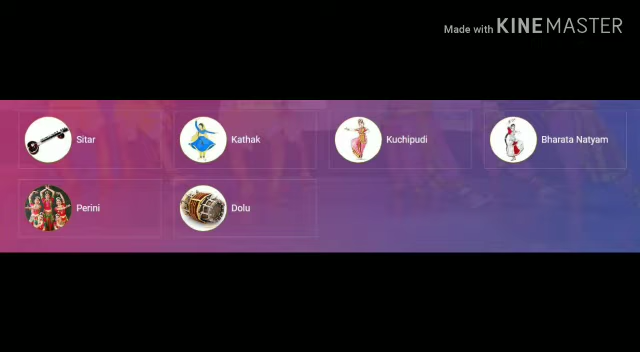 Made with KINEMASTER
Sitar
Kathak
Kuchipudi
Bharata Natyam
Perini
Dolu